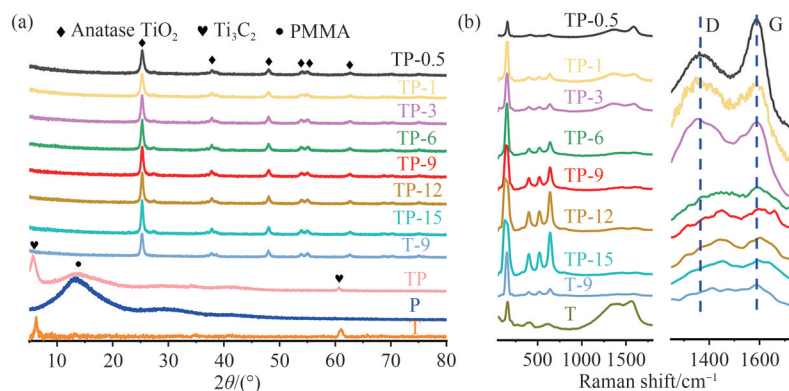 (a)
◆ Anatase TiO₂ ♥ Ti₃C₂ ● PMMA
TP-0.5
TP-1
TP-3
TP-6
TP-9
TP-12
TP-15
T-9
TP
P
T
10 20 30 40 50 60 70 80
2θ/(°)
(b)
D G
TP-0.5
TP-1
TP-3
TP-6
TP-9
TP-12
TP-15
T-9
T
500 1000 1500 1400 1600
Raman shift/cm⁻¹